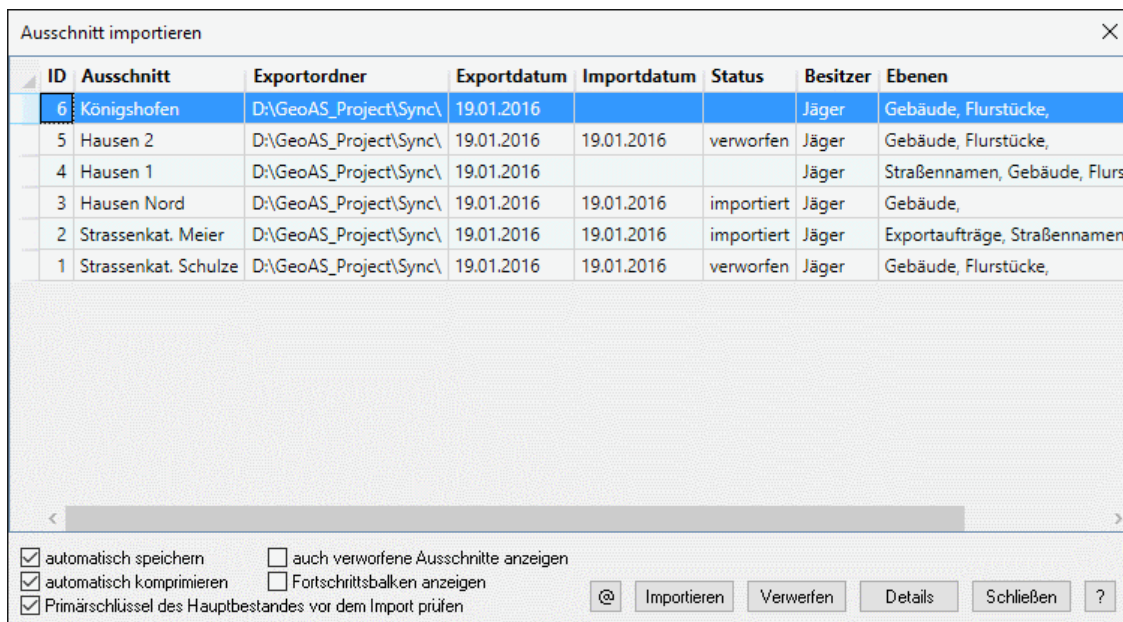 Ausschnitt importieren
ID Ausschnitt Exportordner Exportdatum Importdatum Status Besitzer Ebenen
6 Königshofen D:\GeoAS_Project\Sync\ 19.01.2016 Jäger Gebäude, Flurstücke,
5 Hausen 2 D:\GeoAS_Project\Sync\ 19.01.2016 19.01.2016 verworfen Jäger Gebäude, Flurstücke,
4 Hausen 1 D:\GeoAS_Project\Sync\ 19.01.2016 Jäger Straßennamen, Gebäude, Flurs
3 Hausen Nord D:\GeoAS_Project\Sync\ 19.01.2016 19.01.2016 importiert Jäger Gebäude,
2 Strassenkat. Meier D:\GeoAS_Project\Sync\ 19.01.2016 19.01.2016 importiert Jäger Exportaufträge, Straßennamen
1 Strassenkat. Schulze D:\GeoAS_Project\Sync\ 19.01.2016 19.01.2016 verworfen Jäger Gebäude, Flurstücke,
automatisch speichern auch verworfene Ausschnitte anzeigen
automatisch komprimieren Fortschrittsbalken anzeigen
Primärschlüssel des Hauptbestandes vor dem Import prüfen
@ Importieren Verwerfen Details Schließen ?